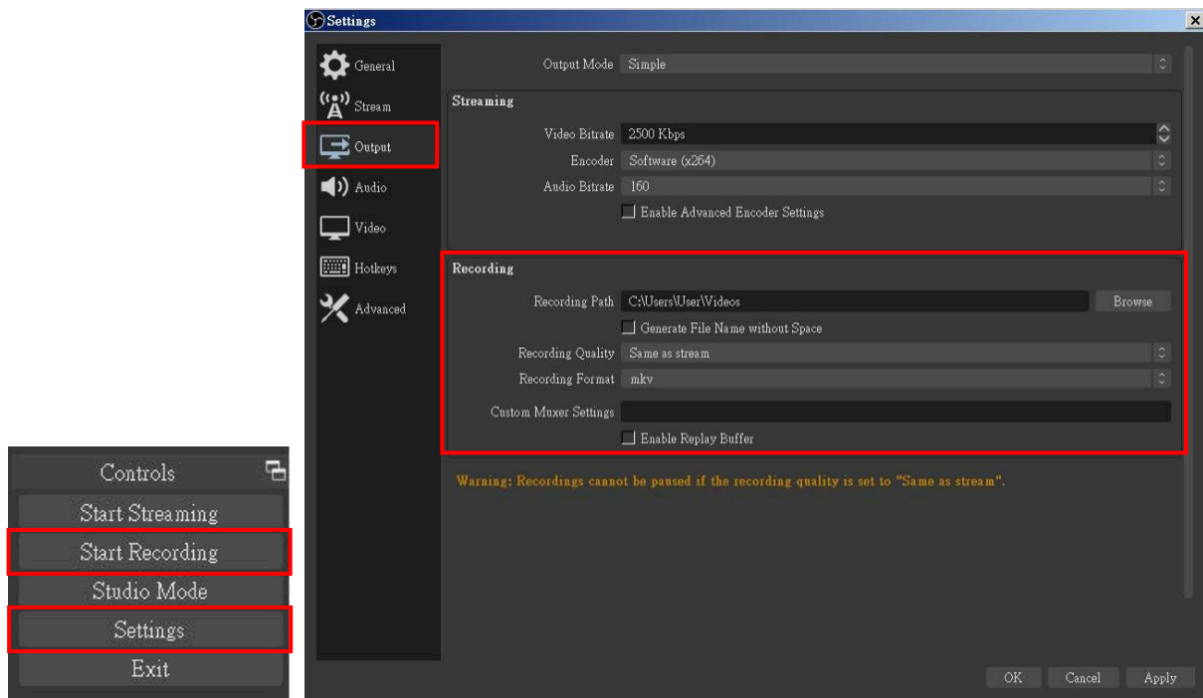 Settings
General
Stream
Output
Audio
Video
Hotkeys
Advanced
Output Mode Simple
Streaming
Video Bitrate 2500 Kbps
Encoder Software (x264)
Audio Bitrate 160
Enable Advanced Encoder Settings
Recording
Recording Path C:\Users\User\Videos Browse
Generate File Name without Space
Recording Quality Same as stream
Recording Format mkv
Custom Muxer Settings
Enable Replay Buffer
Warning: Recordings cannot be paused if the recording quality is set to "Same as stream".
OK Cancel Apply
Controls
Start Streaming
Start Recording
Studio Mode
Settings
Exit